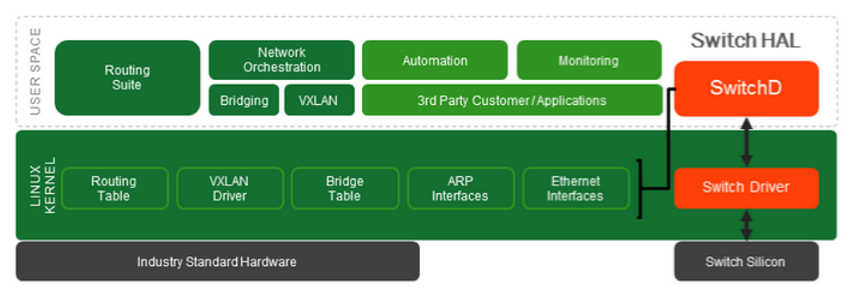 Switch HAL
USER SPACE
Routing
Suite
Network
Orchestration
Automation
Monitoring
SwitchD
Bridging
VXLAN
3rd Party Customer / Applications
LINUX
KERNEL
Routing
Table
VXLAN
Driver
Bridge
Table
ARP
Interfaces
Ethernet
Interfaces
Switch Driver
Industry Standard Hardware
Switch Silicon